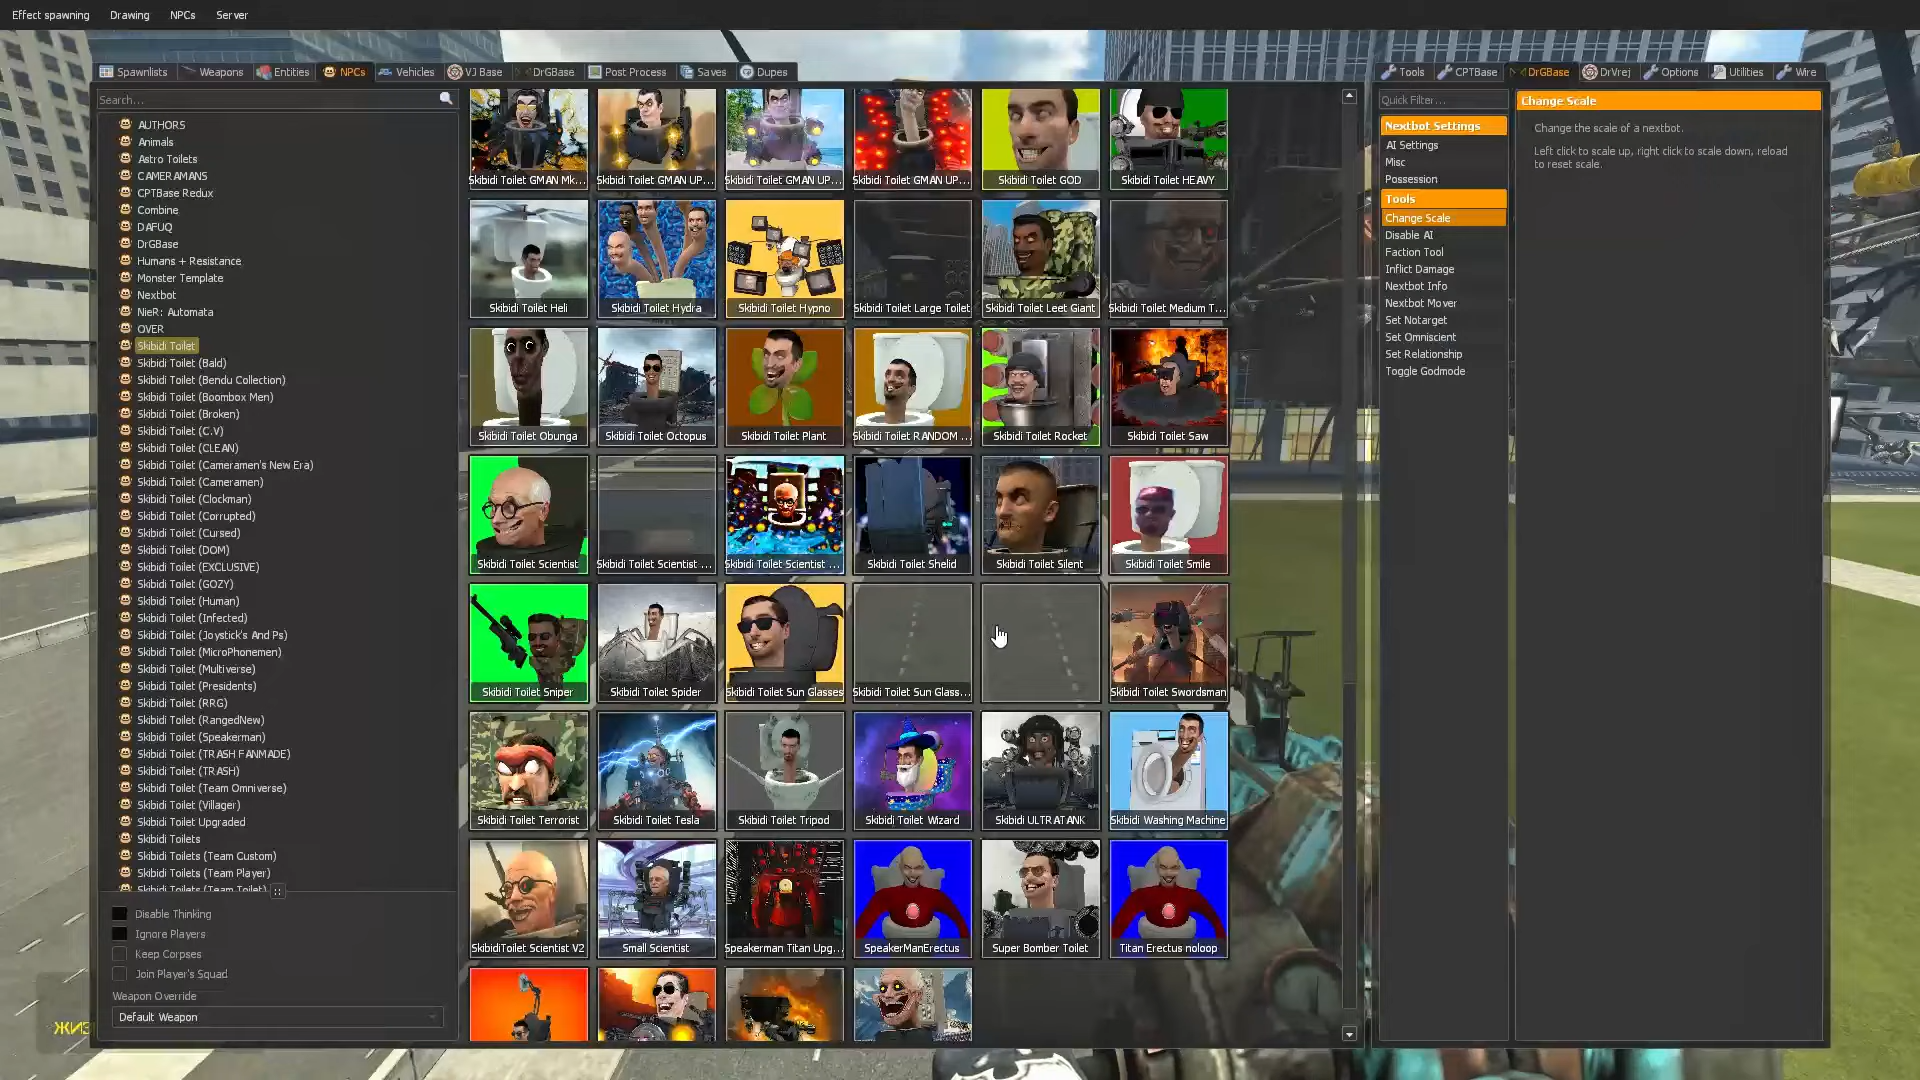 Effect spawning Drawing NPCs Server
Spawnlists Weapons Entities NPCs Vehicles VJ Base DrGBase Post Process Saves Dupes
Tools CPTBase DrGBase DrVrej Options Utilities Wire
Search...
AUTHORS
Animals
Astro Toilets
CAMERAMANS
CPTBase Redux
Combine
DAFUQ
DrGBase
Humans + Resistance
Monster Template
Nextbot
NieR: Automata
OVER
Skibidi Toilet
Skibidi Toilet (Bald)
Skibidi Toilet (Bendu Collection)
Skibidi Toilet (Boombox Men)
Skibidi Toilet (Broken)
Skibidi Toilet (C.V)
Skibidi Toilet (CLEAN)
Skibidi Toilet (Cameramen's New Era)
Skibidi Toilet (Cameramen)
Skibidi Toilet (Clockman)
Skibidi Toilet (Corrupted)
Skibidi Toilet (Cursed)
Skibidi Toilet (DOM)
Skibidi Toilet (EXCLUSIVE)
Skibidi Toilet (GOZY)
Skibidi Toilet (Human)
Skibidi Toilet (Infected)
Skibidi Toilet (Joystick's And Ps)
Skibidi Toilet (MicroPhonemen)
Skibidi Toilet (Multiverse)
Skibidi Toilet (Presidents)
Skibidi Toilet (RRG)
Skibidi Toilet (RangedNew)
Skibidi Toilet (Speakerman)
Skibidi Toilet (TRASH FANMADE)
Skibidi Toilet (TRASH)
Skibidi Toilet (Team Omniverse)
Skibidi Toilet (Villager)
Skibidi Toilet Upgraded
Skibidi Toilets
Skibidi Toilets (Team Custom)
Skibidi Toilets (Team Player)
Skibidi Toilets (Team Toilet)
Disable Thinking
Ignore Players
Keep Corpses
Join Player's Squad
Weapon Override
Default Weapon
ЖИЗ
Skibidi Toilet GMAN Mk... Skibidi Toilet GMAN UP... Skibidi Toilet GMAN UP... Skibidi Toilet GMAN UP... Skibidi Toilet GOD Skibidi Toilet HEAVY
Skibidi Toilet Heli Skibidi Toilet Hydra Skibidi Toilet Hypno Skibidi Toilet Large Toilet Skibidi Toilet Leet Giant Skibidi Toilet Medium T...
Skibidi Toilet Obunga Skibidi Toilet Octopus Skibidi Toilet Plant Skibidi Toilet RANDOM ... Skibidi Toilet Rocket Skibidi Toilet Saw
Skibidi Toilet Scientist Skibidi Toilet Scientist ... Skibidi Toilet Scientist ... Skibidi Toilet Shelid Skibidi Toilet Silent Skibidi Toilet Smile
Skibidi Toilet Sniper Skibidi Toilet Spider Skibidi Toilet Sun Glasses Skibidi Toilet Sun Glass... Skibidi Toilet Swordsman
Skibidi Toilet Terrorist Skibidi Toilet Tesla Skibidi Toilet Tripod Skibidi Toilet Wizard Skibidi ULTRATANK Skibidi Washing Machine
SkibidiToilet Scientist V2 Small Scientist Speakerman Titan Upg... SpeakerManErectus Super Bomber Toilet Titan Erectus noloop
Quick Filter...
Nextbot Settings
AI Settings
Misc
Possession
Tools
Change Scale
Disable AI
Faction Tool
Inflict Damage
Nextbot Info
Nextbot Mover
Set Notarget
Set Omniscient
Set Relationship
Toggle Godmode
Change Scale
Change the scale of a nextbot.
Left click to scale up, right click to scale down, reload
to reset scale.